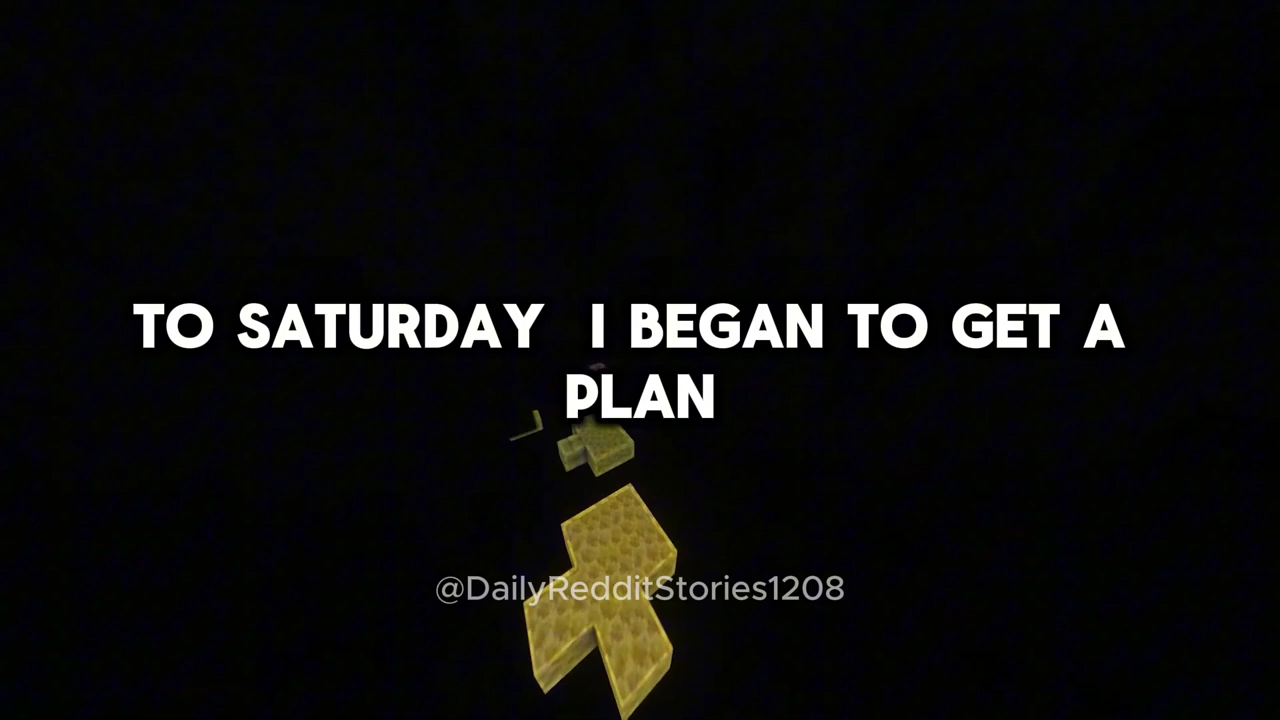 TO SATURDAY  I BEGAN TO GET A
PLAN
@DailyRedditStories1208